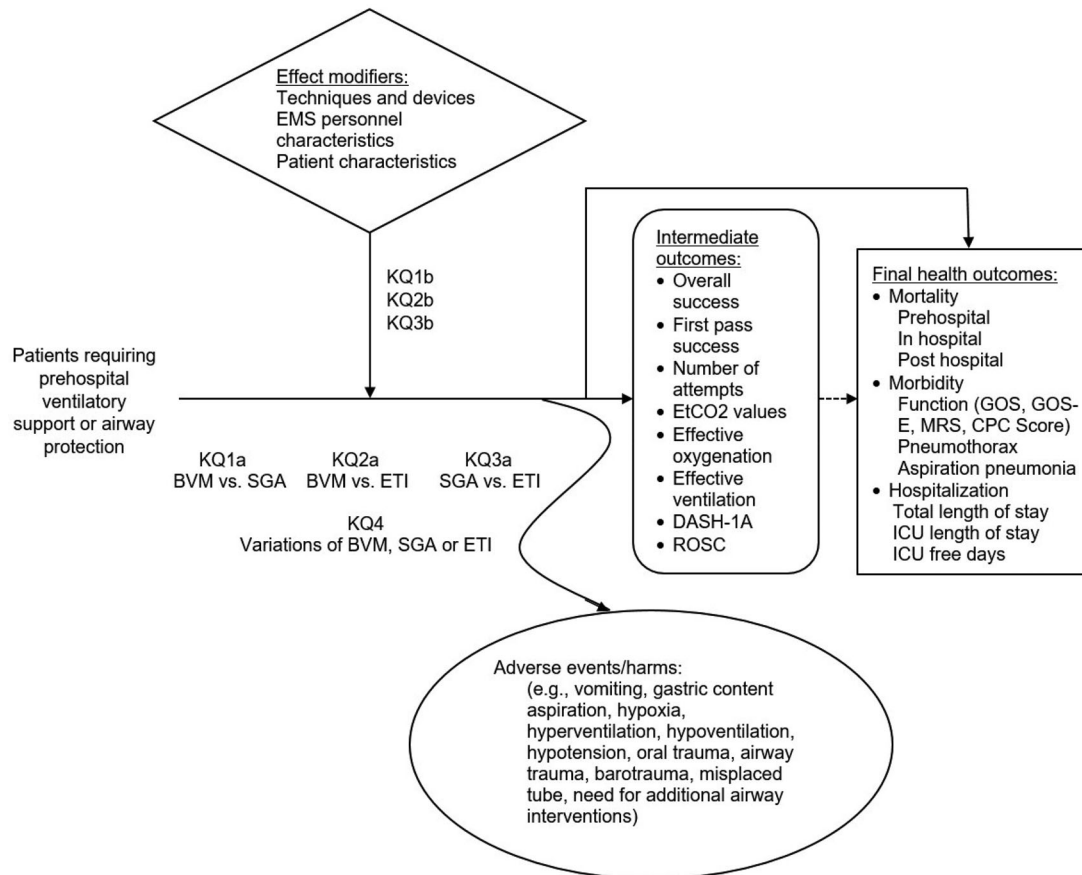 Effect modifiers:
Techniques and devices
EMS personnel
characteristics
Patient characteristics
KQ1b
KQ2b
KQ3b
Patients requiring
prehospital
ventilatory
support or airway
protection
KQ1a
BVM vs. SGA
KQ2a
BVM vs. ETI
KQ3a
SGA vs. ETI
KQ4
Variations of BVM, SGA or ETI
Intermediate
outcomes:
• Overall
success
• First pass
success
• Number of
attempts
• EtCO2 values
• Effective
oxygenation
• Effective
ventilation
• DASH-1A
• ROSC
Final health outcomes:
• Mortality
Prehospital
In hospital
Post hospital
• Morbidity
Function (GOS, GOS-
E, MRS, CPC Score)
Pneumothorax
Aspiration pneumonia
• Hospitalization
Total length of stay
ICU length of stay
ICU free days
Adverse events/harms:
(e.g., vomiting, gastric content
aspiration, hypoxia,
hyperventilation, hypoventilation,
hypotension, oral trauma, airway
trauma, barotrauma, misplaced
tube, need for additional airway
interventions)